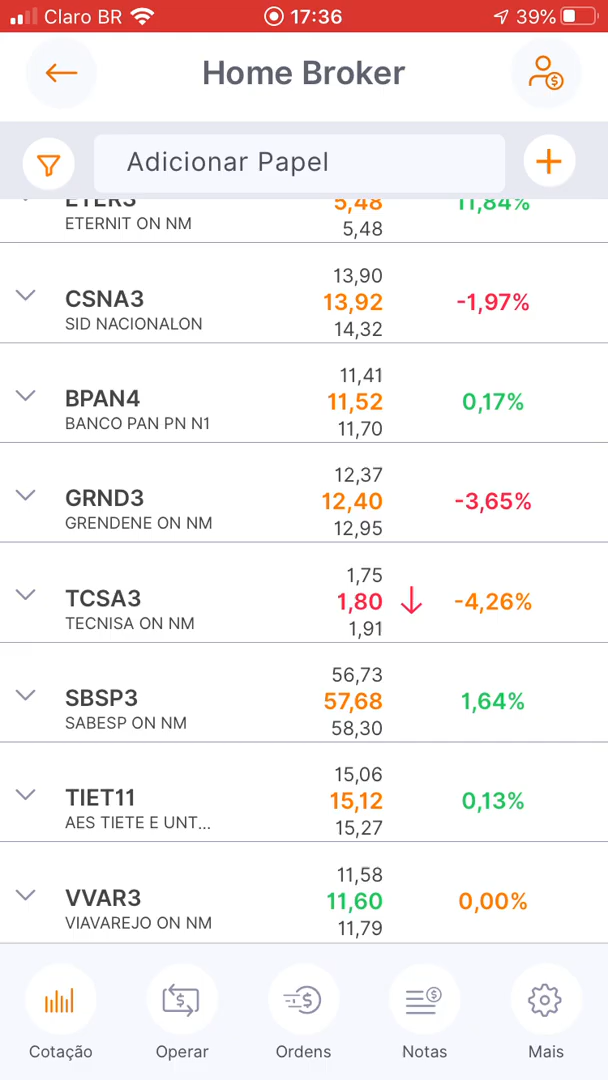 Claro BR 17:36 39%
Home Broker
Adicionar Papel
ETER3 5,48 11,84%
ETERNIT ON NM 5,48
13,90
CSNA3 13,92 -1,97%
SID NACIONALON 14,32
11,41
BPAN4 11,52 0,17%
BANCO PAN PN N1 11,70
12,37
GRND3 12,40 -3,65%
GRENDENE ON NM 12,95
1,75
TCSA3 1,80 -4,26%
TECNISA ON NM 1,91
56,73
SBSP3 57,68 1,64%
SABESP ON NM 58,30
15,06
TIET11 15,12 0,13%
AES TIETE E UNT... 15,27
11,58
VVAR3 11,60 0,00%
VIAVAREJO ON NM 11,79
Cotação Operar Ordens Notas Mais